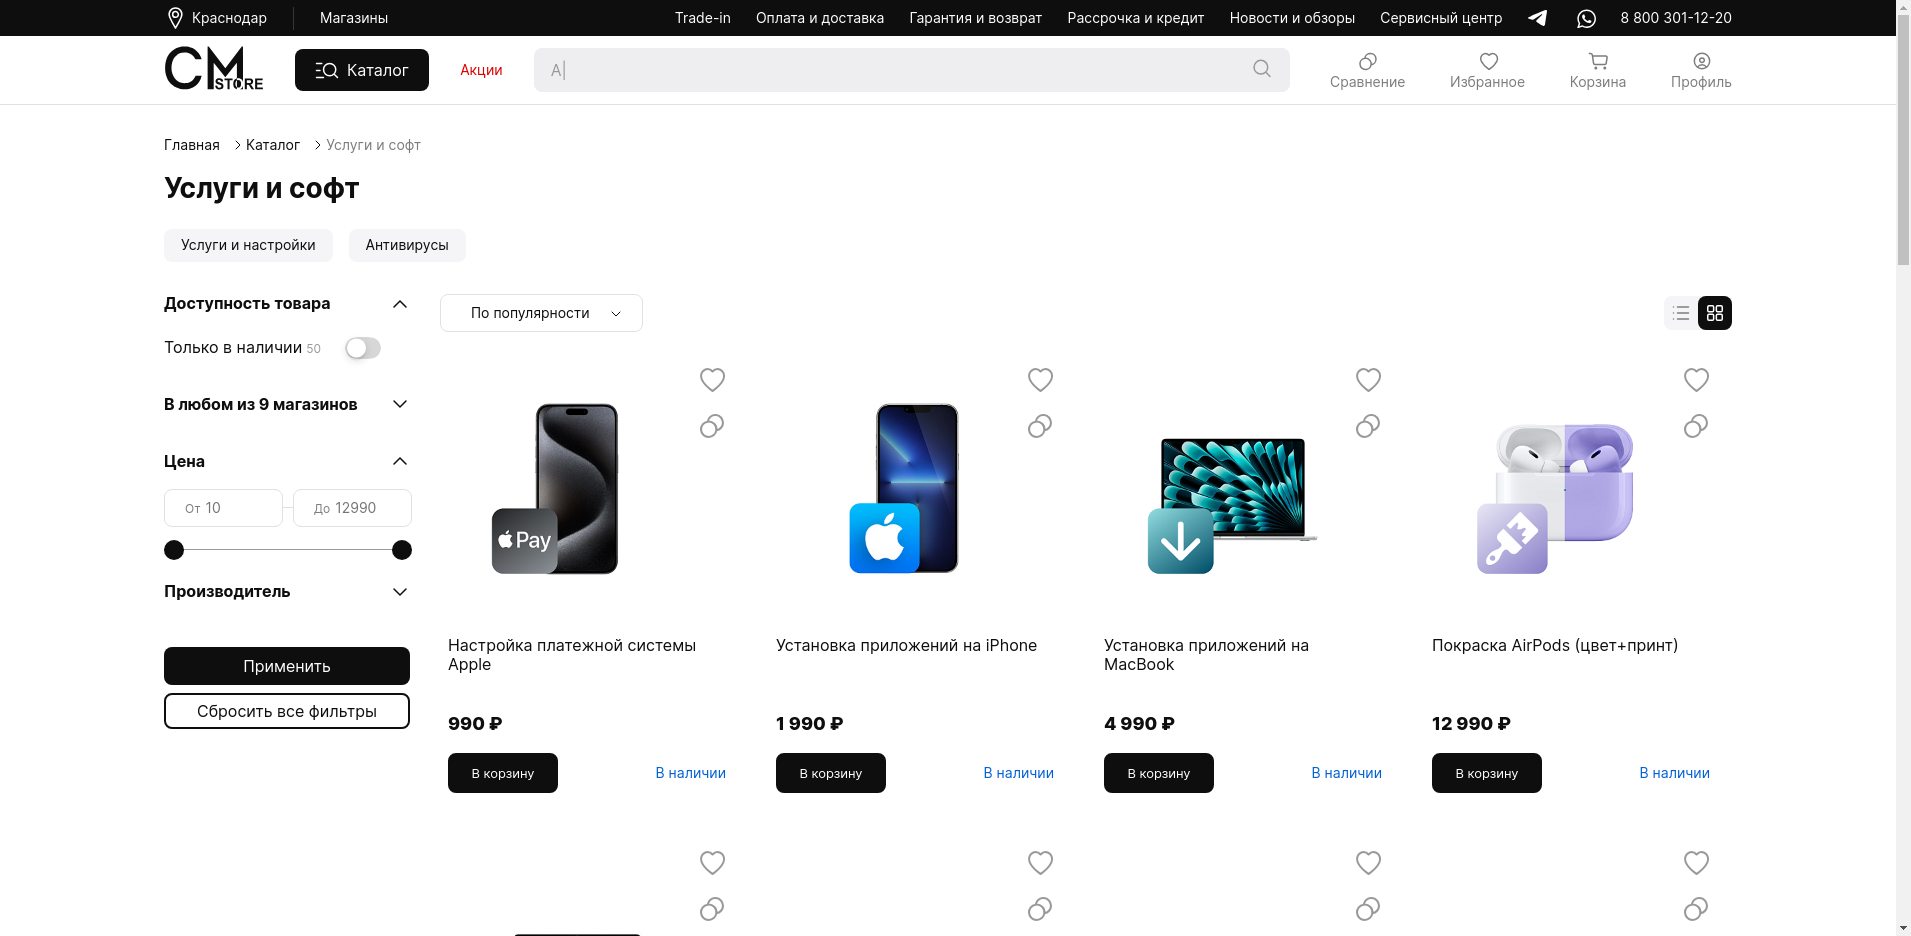 Краснодар
Магазины
Trade-in
Оплата и доставка
Гарантия и возврат
Рассрочка и кредит
Новости и обзоры
Сервисный центр
8 800 301-12-20
CM STORE
Каталог
Акции
A|
Сравнение
Избранное
Корзина
Профиль
Главная
Каталог
Услуги и софт
Услуги и софт
Услуги и настройки
Антивирусы
Доступность товара
Только в наличии 50
В любом из 9 магазинов
Цена
От 10
До 12990
Производитель
Применить
Сбросить все фильтры
По популярности
Pay
Настройка платежной системы
Apple
990 ₽
В корзину
В наличии
Установка приложений на iPhone
1 990 ₽
В корзину
В наличии
Установка приложений на
MacBook
4 990 ₽
В корзину
В наличии
Покраска AirPods (цвет+принт)
12 990 ₽
В корзину
В наличии